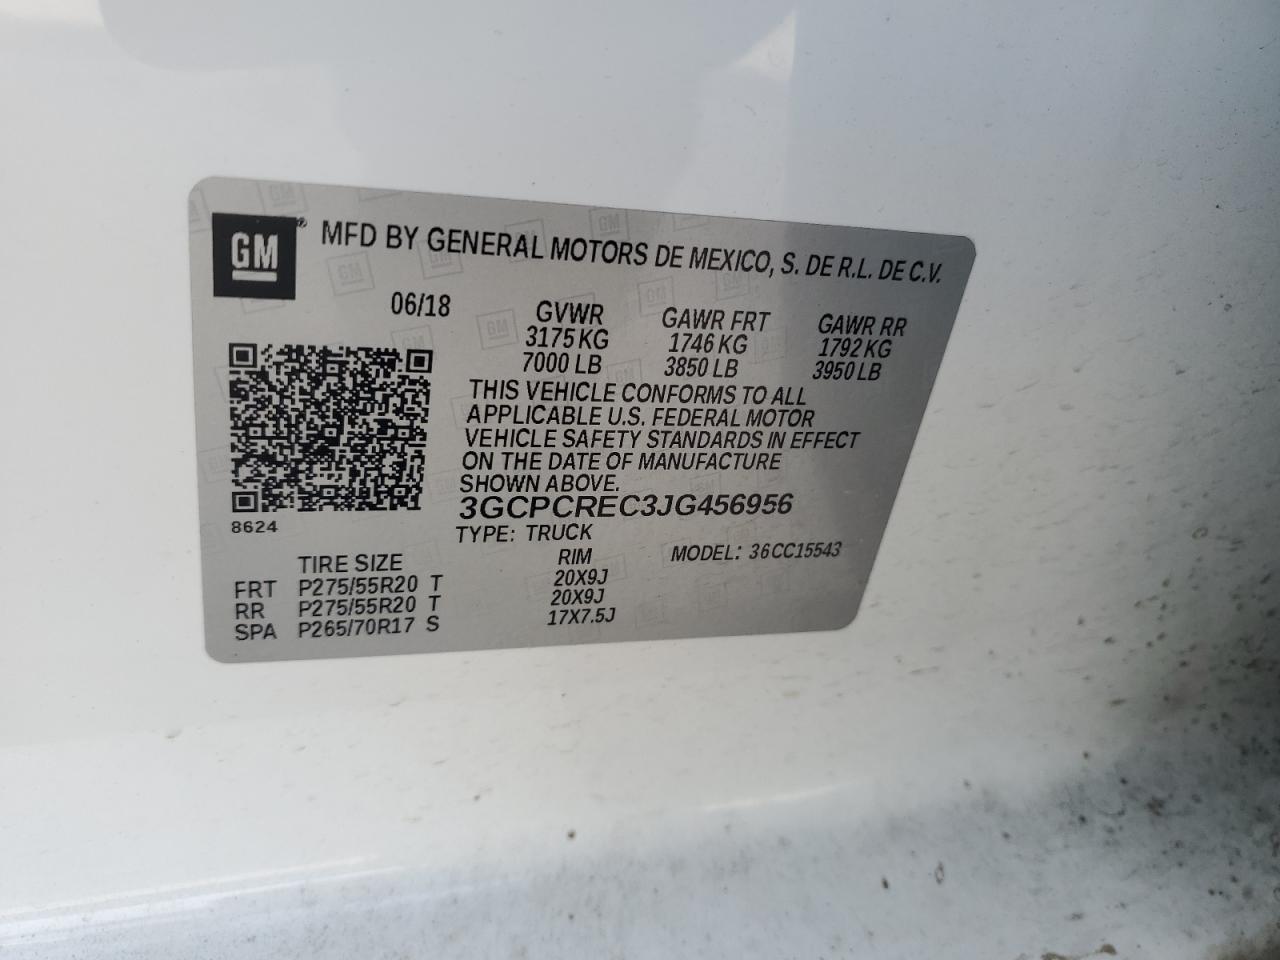 GM® MFD BY GENERAL MOTORS DE MEXICO, S. DE R.L. DE C.V.
06/18 GVWR GAWR FRT GAWR RR
3175 KG 1746 KG 1792 KG
7000 LB 3850 LB 3950 LB
THIS VEHICLE CONFORMS TO ALL
APPLICABLE U.S. FEDERAL MOTOR
VEHICLE SAFETY STANDARDS IN EFFECT
ON THE DATE OF MANUFACTURE
SHOWN ABOVE.
3GCPCREC3JG456956
8624
TYPE: TRUCK
MODEL: 36CC15543
TIRE SIZE RIM
FRT P275/55R20 T 20X9J
RR P275/55R20 T 20X9J
SPA P265/70R17 S 17X7.5J